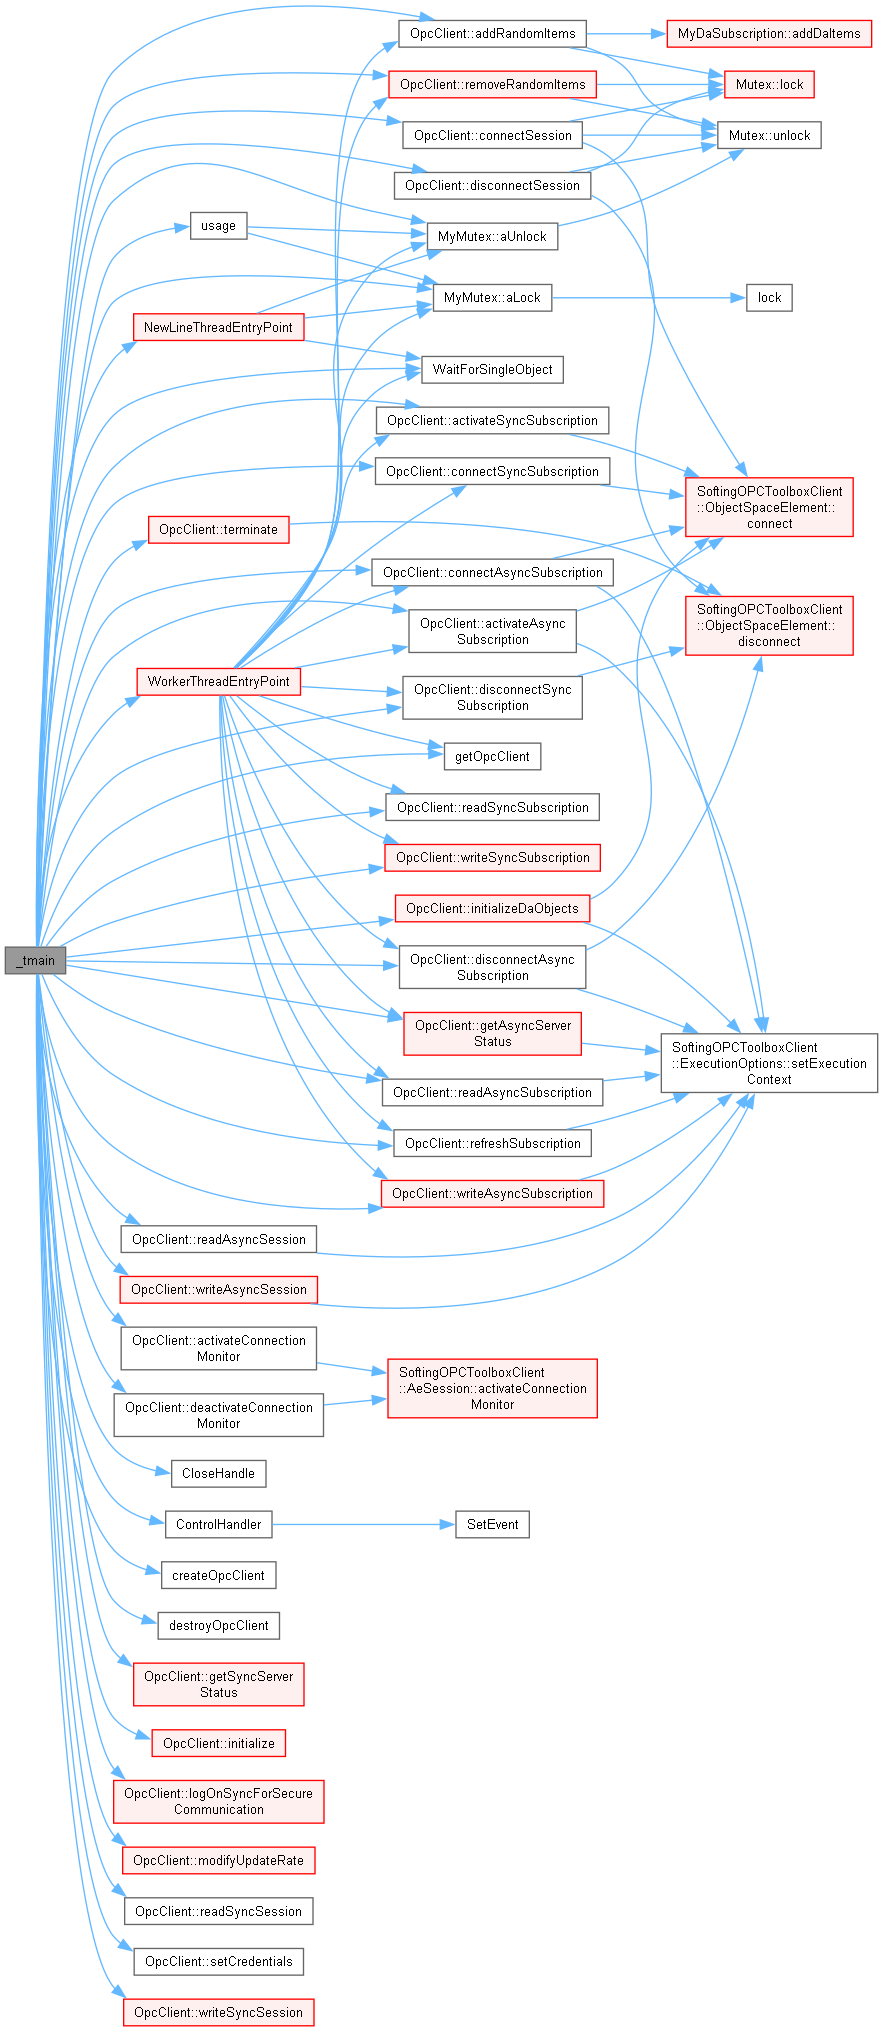 OpcClient::addRandomItems
MyDaSubscription::addDaItems
OpcClient::removeRandomItems
Mutex::lock
OpcClient::connectSession
Mutex::unlock
OpcClient::disconnectSession
usage
MyMutex::aUnlock
MyMutex::aLock
lock
NewLineThreadEntryPoint
WaitForSingleObject
OpcClient::activateSyncSubscription
OpcClient::connectSyncSubscription
SoftingOPCToolboxClient
::ObjectSpaceElement::
connect
OpcClient::terminate
OpcClient::connectAsyncSubscription
OpcClient::activateAsync
Subscription
SoftingOPCToolboxClient
::ObjectSpaceElement::
disconnect
WorkerThreadEntryPoint
OpcClient::disconnectSync
Subscription
getOpcClient
OpcClient::readSyncSubscription
OpcClient::writeSyncSubscription
OpcClient::initializeDaObjects
_tmain
OpcClient::disconnectAsync
Subscription
OpcClient::getAsyncServer
Status
SoftingOPCToolboxClient
::ExecutionOptions::setExecution
Context
OpcClient::readAsyncSubscription
OpcClient::refreshSubscription
OpcClient::writeAsyncSubscription
OpcClient::readAsyncSession
OpcClient::writeAsyncSession
OpcClient::activateConnection
Monitor
SoftingOPCToolboxClient
::AeSession::activateConnection
Monitor
OpcClient::deactivateConnection
Monitor
CloseHandle
ControlHandler
SetEvent
createOpcClient
destroyOpcClient
OpcClient::getSyncServer
Status
OpcClient::initialize
OpcClient::logOnSyncForSecure
Communication
OpcClient::modifyUpdateRate
OpcClient::readSyncSession
OpcClient::setCredentials
OpcClient::writeSyncSession